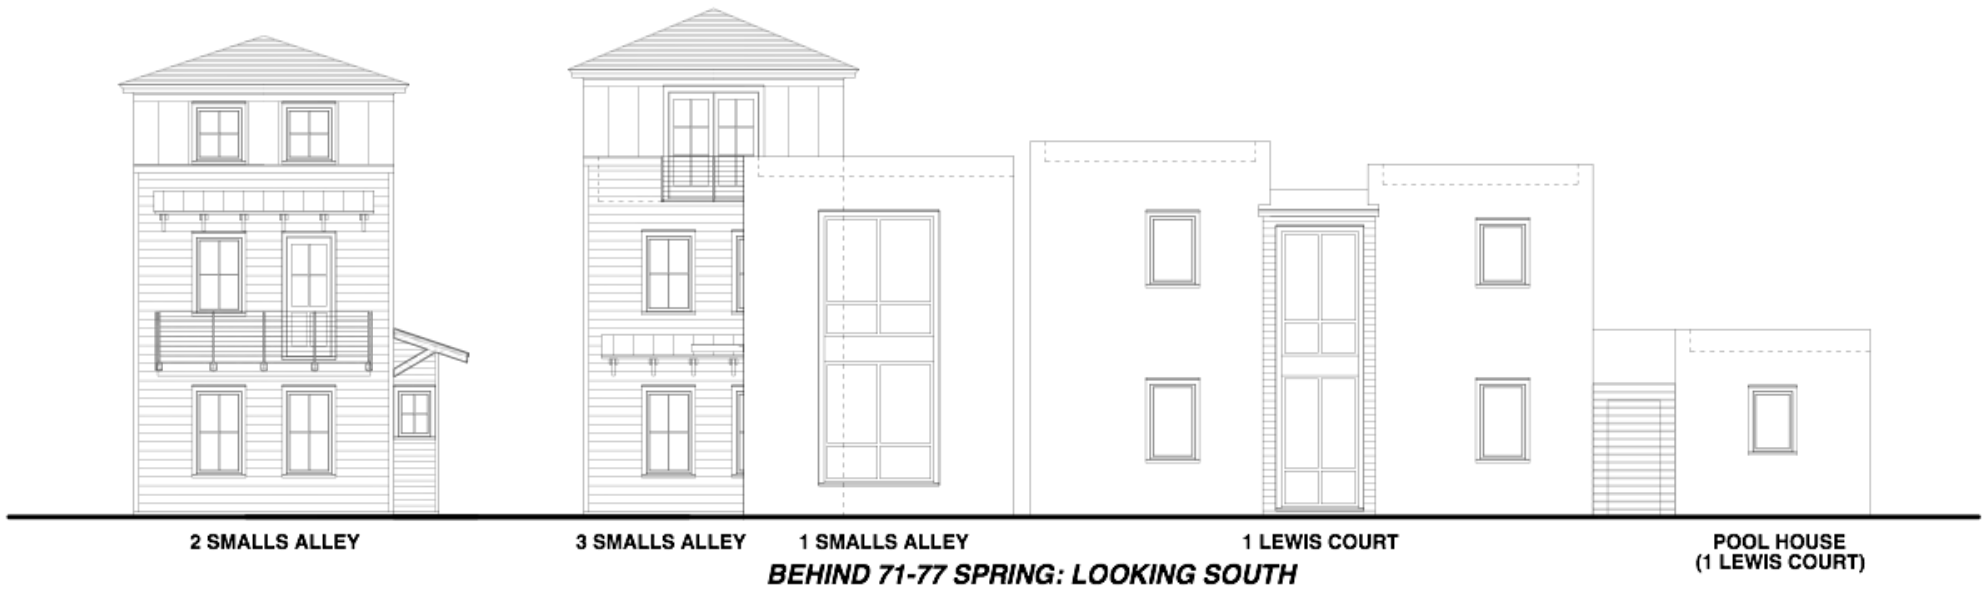 2 SMALLS ALLEY
3 SMALLS ALLEY
1 SMALLS ALLEY
1 LEWIS COURT
POOL HOUSE
(1 LEWIS COURT)
BEHIND 71-77 SPRING: LOOKING SOUTH